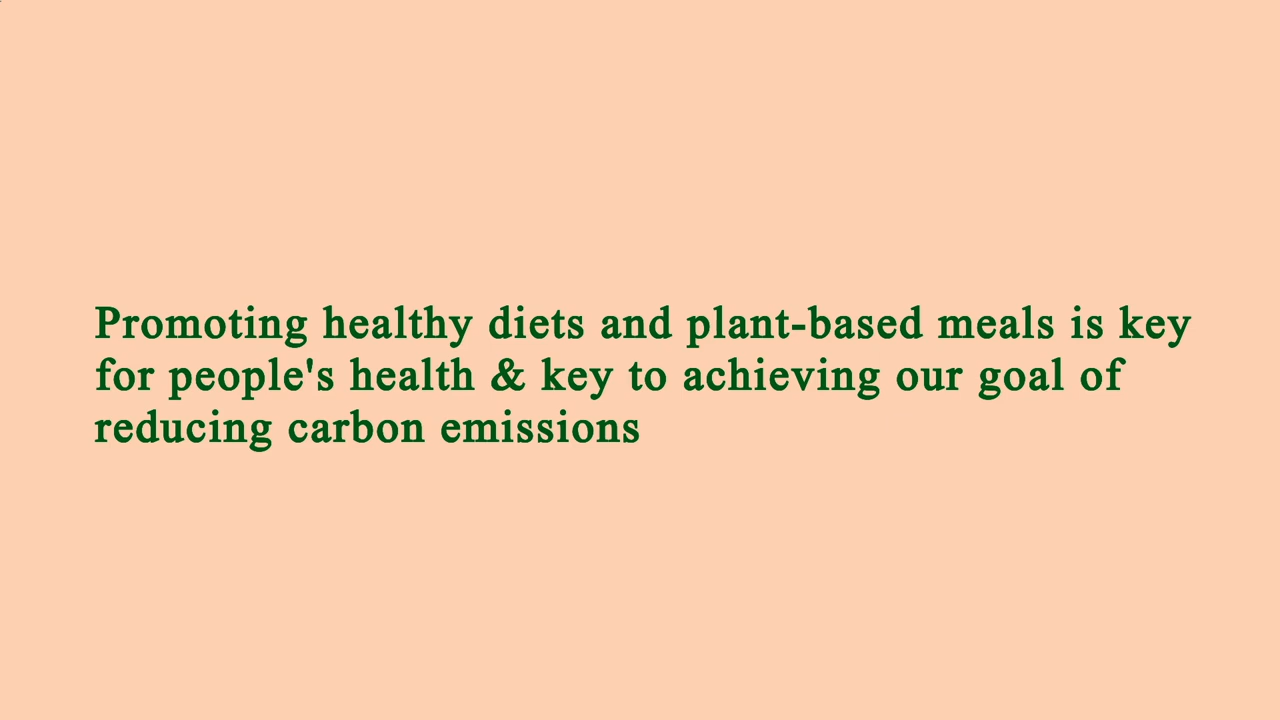 Promoting healthy diets and plant-based meals is key
for people's health & key to achieving our goal of
reducing carbon emissions